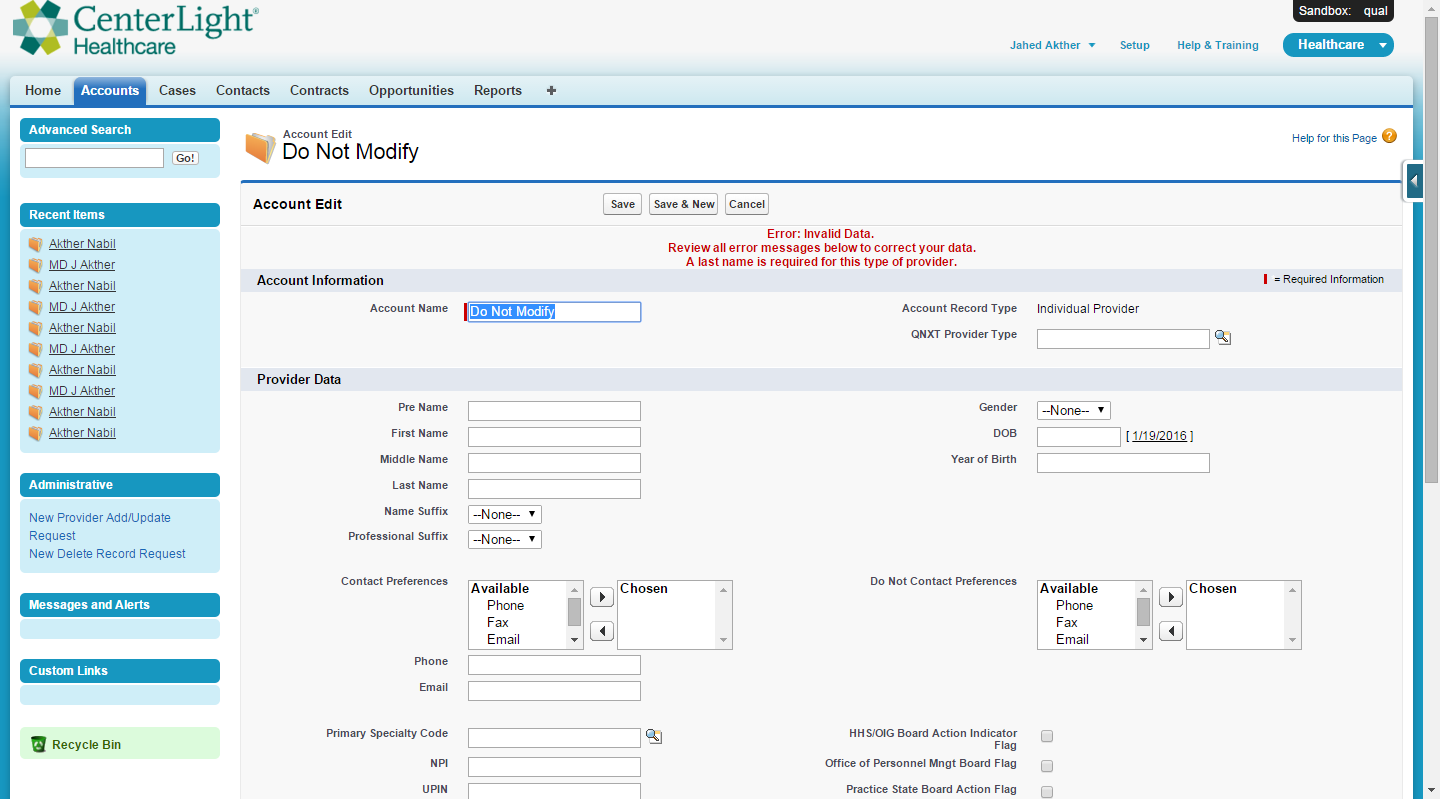 CenterLight®
Healthcare
Sandbox: qual
Jahed Akther
Setup
Help & Training
Healthcare
Home
Accounts
Cases
Contacts
Contracts
Opportunities
Reports
+
Advanced Search
Go!
Recent Items
Akther Nabil
MD J Akther
Akther Nabil
MD J Akther
Akther Nabil
MD J Akther
Akther Nabil
MD J Akther
Akther Nabil
Akther Nabil
Administrative
New Provider Add/Update
Request
New Delete Record Request
Messages and Alerts
Custom Links
Recycle Bin
Account Edit
Do Not Modify
Help for this Page ?
Account Edit
Save
Save & New
Cancel
Error: Invalid Data.
Review all error messages below to correct your data.
A last name is required for this type of provider.
Account Information
= Required Information
Account Name
Do Not Modify
Account Record Type
Individual Provider
QNXT Provider Type
Provider Data
Pre Name
Gender
--None--
First Name
DOB
[ 1/19/2016 ]
Middle Name
Year of Birth
Last Name
Name Suffix
--None--
Professional Suffix
--None--
Contact Preferences
Available
Phone
Fax
Email
Chosen
Do Not Contact Preferences
Available
Phone
Fax
Email
Chosen
Phone
Email
Primary Specialty Code
HHS/OIG Board Action Indicator
Flag
NPI
Office of Personnel Mngt Board Flag
UPIN
Practice State Board Action Flag